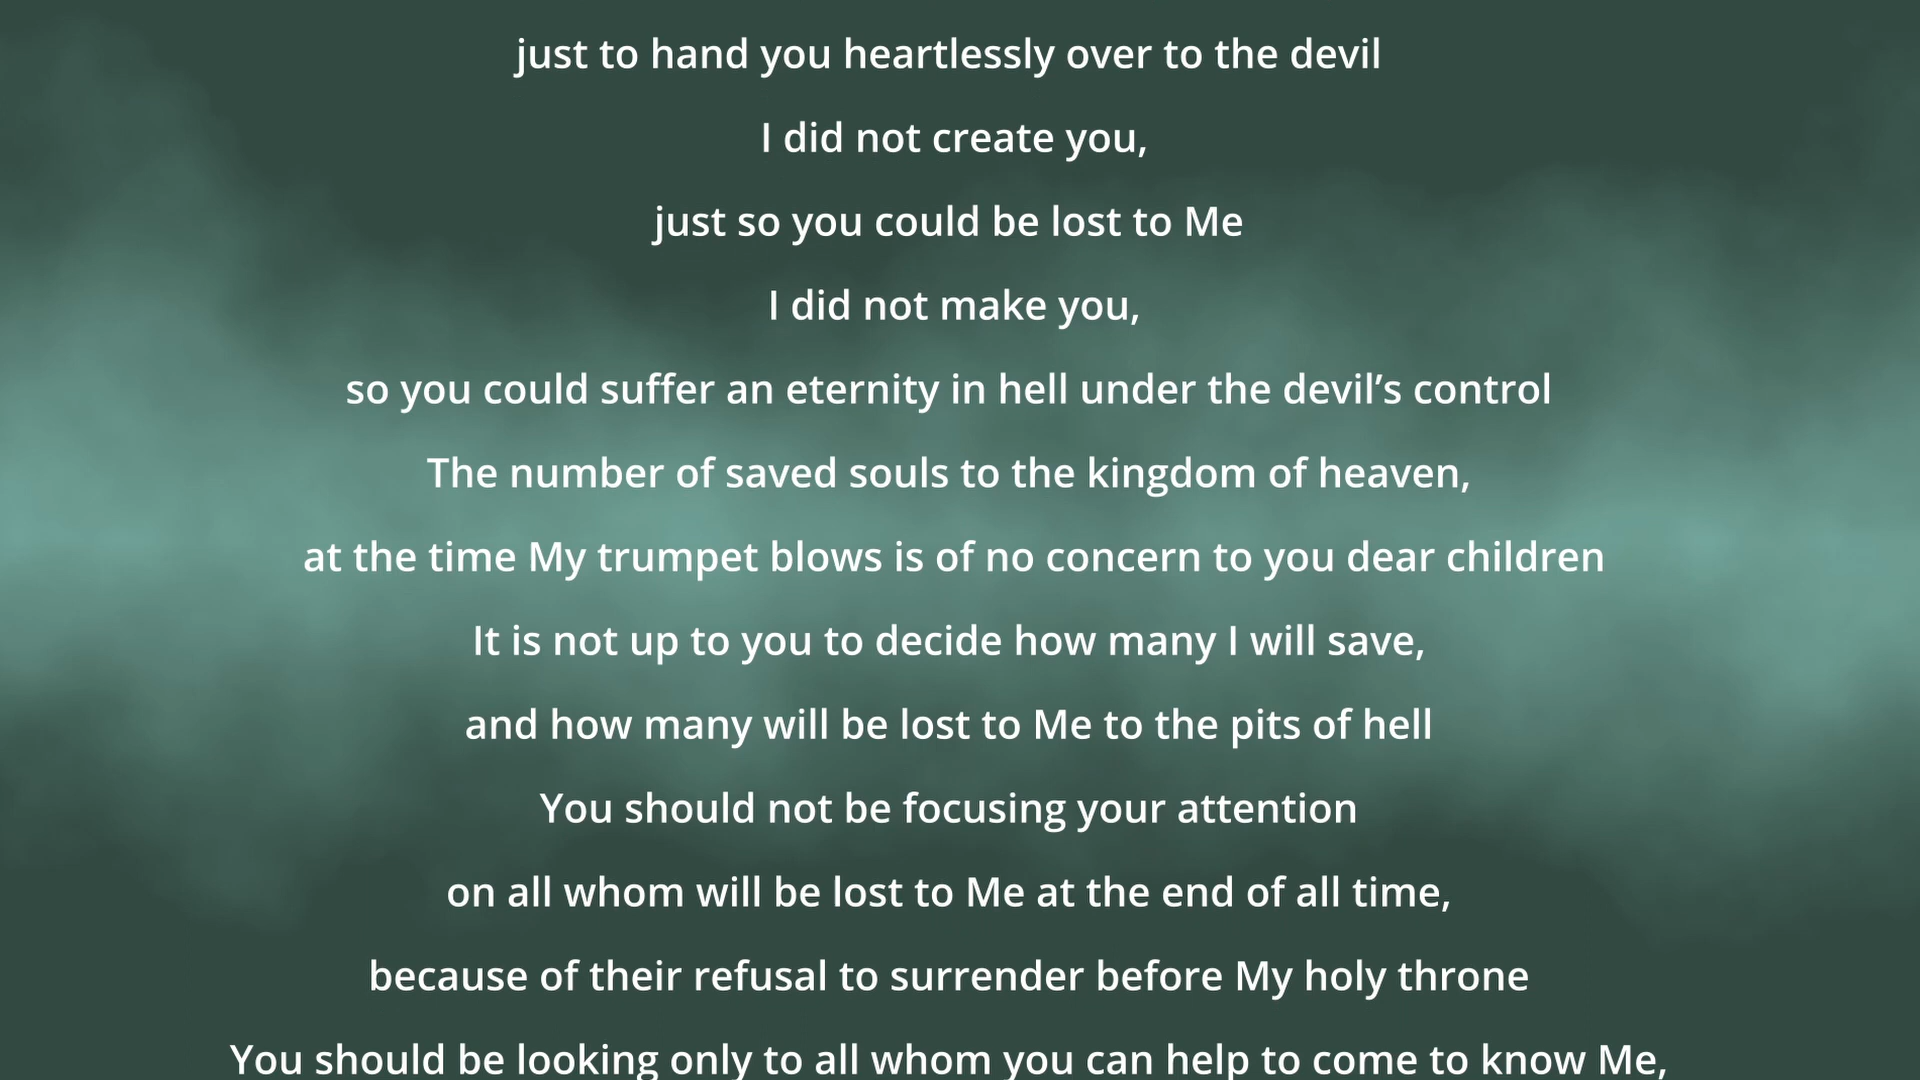 just to hand you heartlessly over to the devil
I did not create you,
just so you could be lost to Me
I did not make you,
so you could suffer an eternity in hell under the devil’s control
The number of saved souls to the kingdom of heaven,
at the time My trumpet blows is of no concern to you dear children
It is not up to you to decide how many I will save,
and how many will be lost to Me to the pits of hell
You should not be focusing your attention
on all whom will be lost to Me at the end of all time,
because of their refusal to surrender before My holy throne
You should be looking only to all whom you can help to come to know Me,